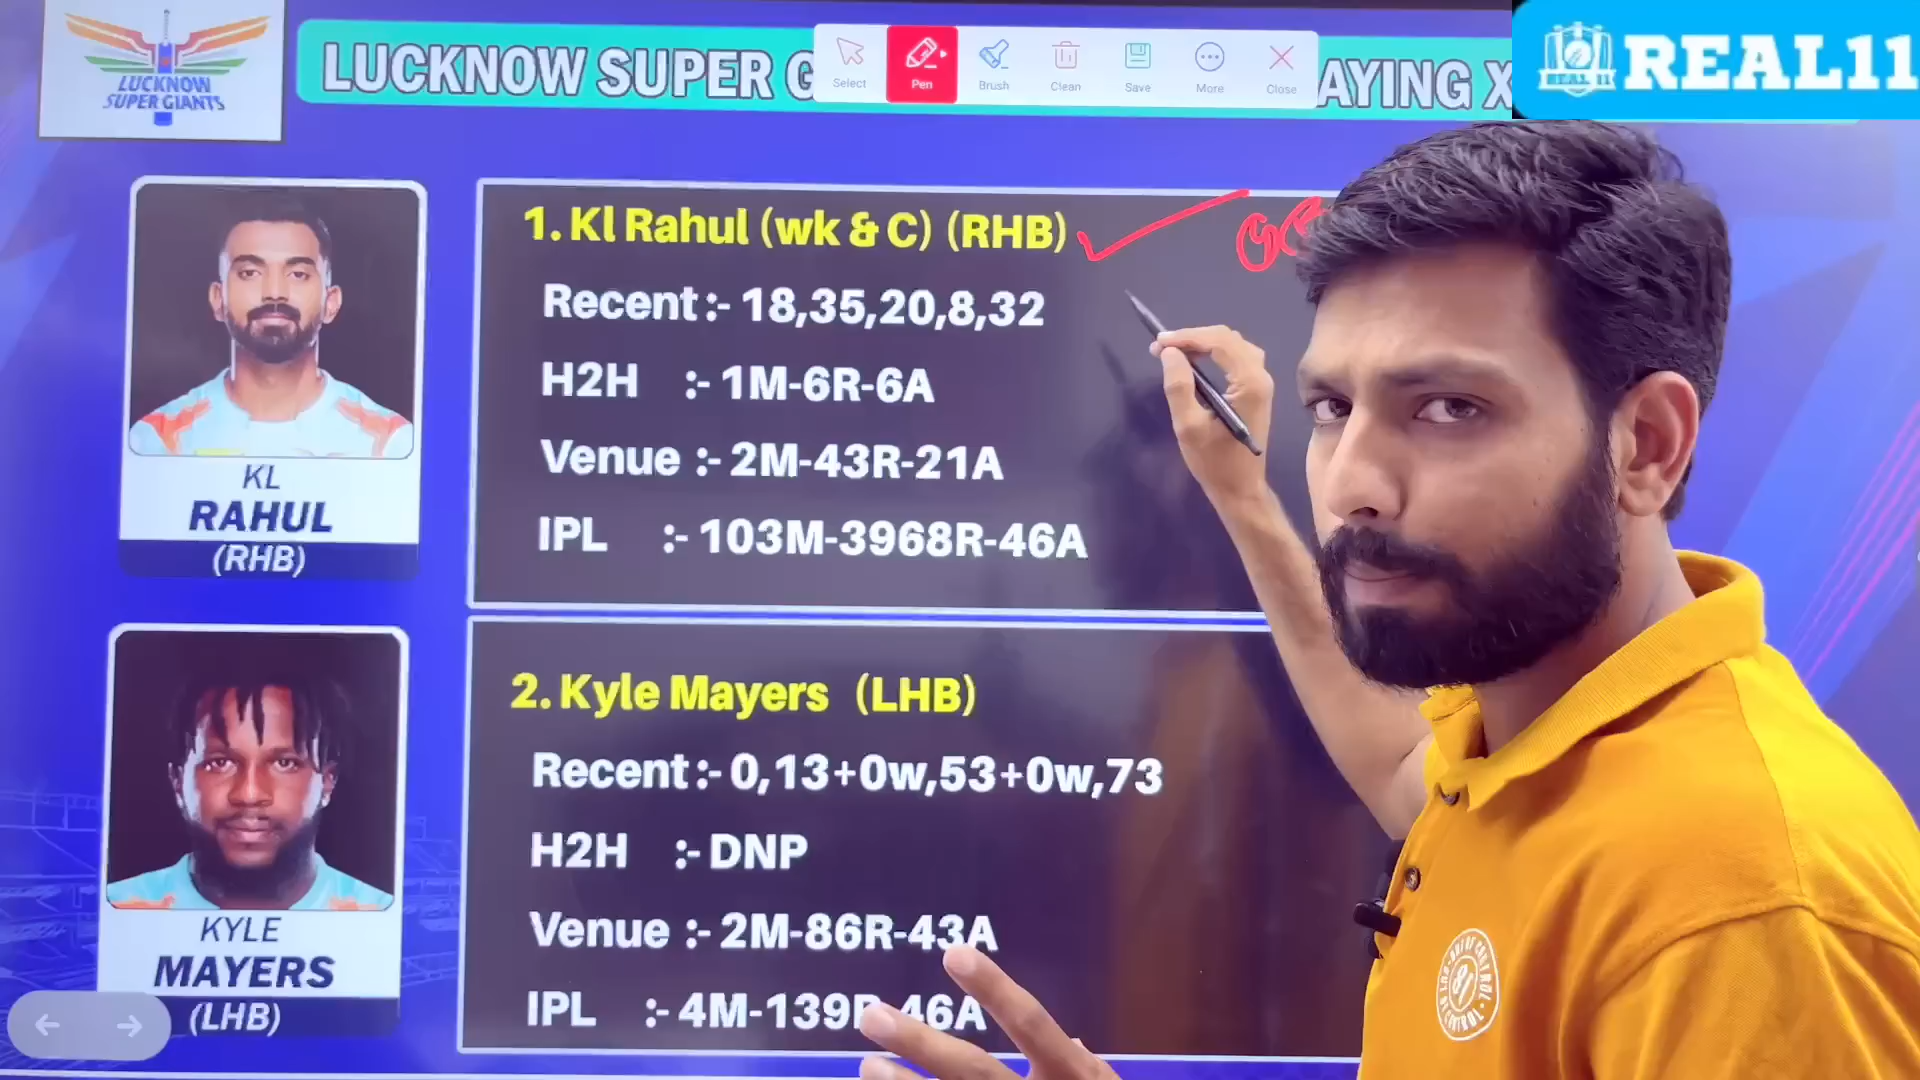 LUCKNOW
SUPER GIANTS
LUCKNOW SUPER G
AYING X
Select
Pen
Brush
Clean
Save
More
Close
REAL 11
REAL11
1. Kl Rahul (wk & C) (RHB)
Recent :- 18,35,20,8,32
H2H :- 1M-6R-6A
Venue :- 2M-43R-21A
IPL :- 103M-3968R-46A
KL
RAHUL
(RHB)
2. Kyle Mayers (LHB)
Recent :- 0,13+0w,53+0w,73
H2H :- DNP
Venue :- 2M-86R-43A
IPL :- 4M-139R-46A
KYLE
MAYERS
(LHB)